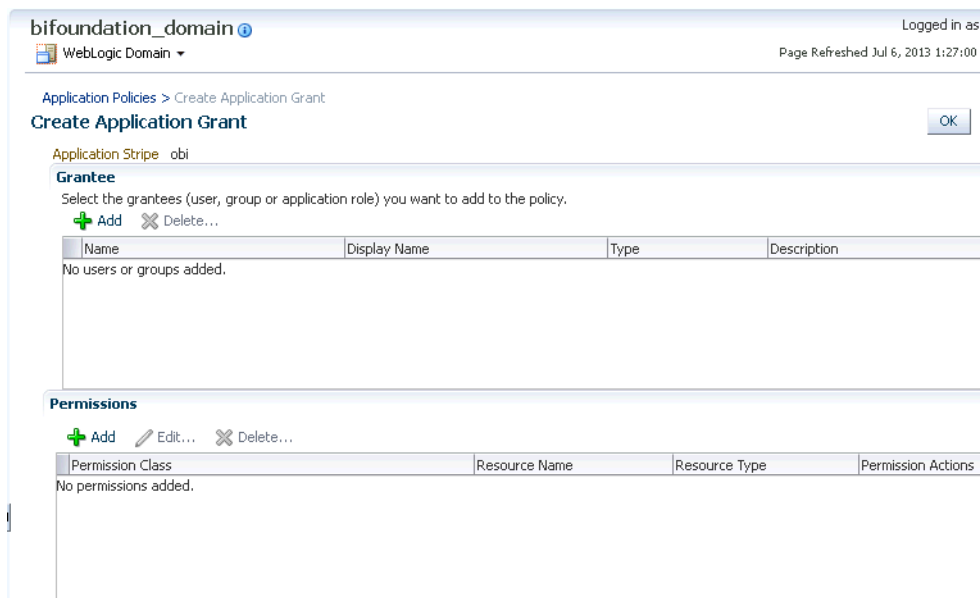 bifoundation_domain
Logged in as
WebLogic Domain
Page Refreshed Jul 6, 2013 1:27:00
Application Policies > Create Application Grant
Create Application Grant
OK
Application Stripe obi
Grantee
Select the grantees (user, group or application role) you want to add to the policy.
Add Delete...
Name Display Name Type Description
No users or groups added.
Permissions
Add Edit... Delete...
Permission Class Resource Name Resource Type Permission Actions
No permissions added.